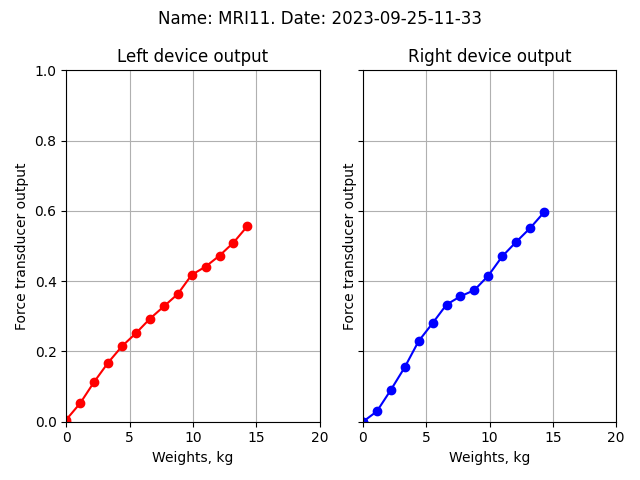 Name: MRI11. Date: 2023-09-25-11-33
Left device output
Right device output
Force transducer output
1.0
0.8
0.6
0.4
0.2
0.0
0 5 10 15 20
Weights, kg
Force transducer output
0 5 10 15 20
Weights, kg